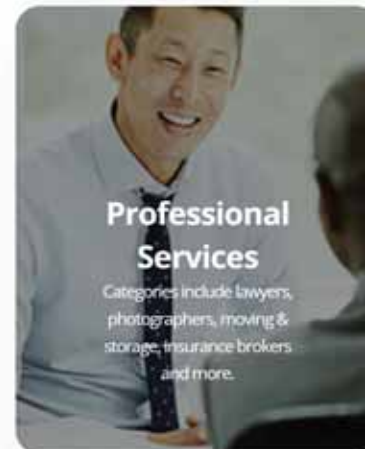 Professional
Services
Categories include lawyers,
photographers, moving &
storage, insurance brokers
and more.